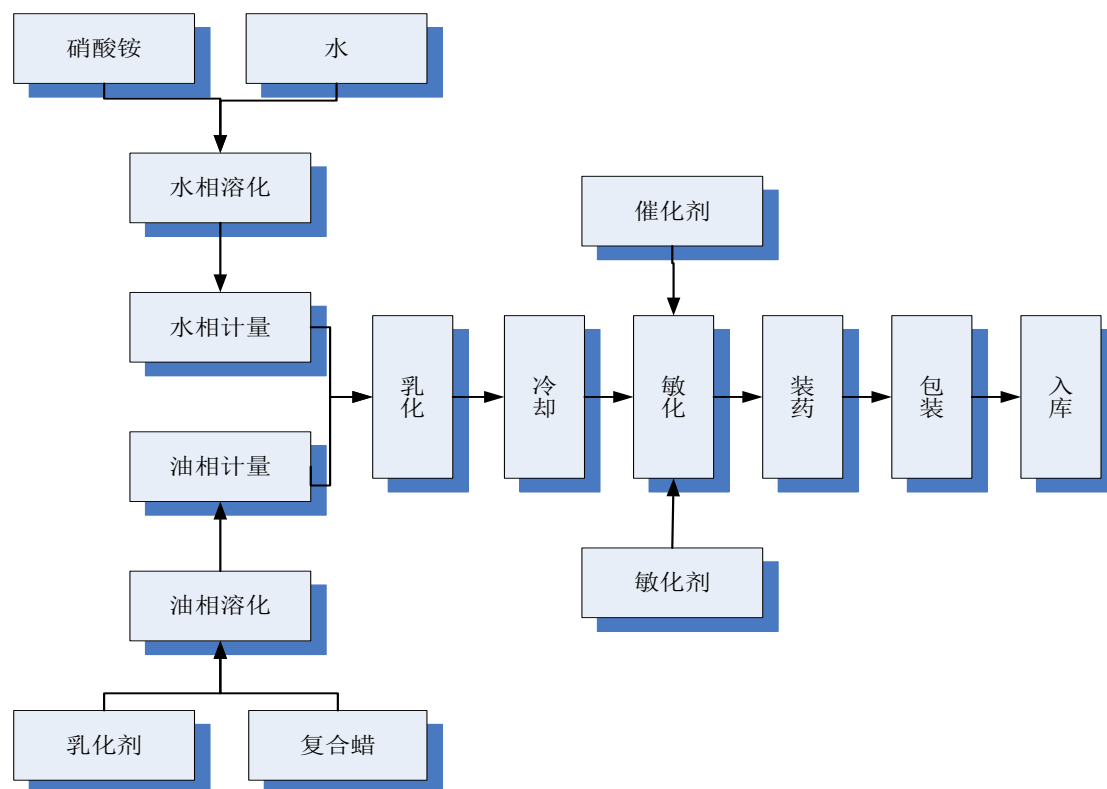 硝酸铵
水
水相溶化
催化剂
水相计量
乳化
冷却
敏化
装药
包装
入库
油相计量
油相溶化
敏化剂
乳化剂
复合蜡